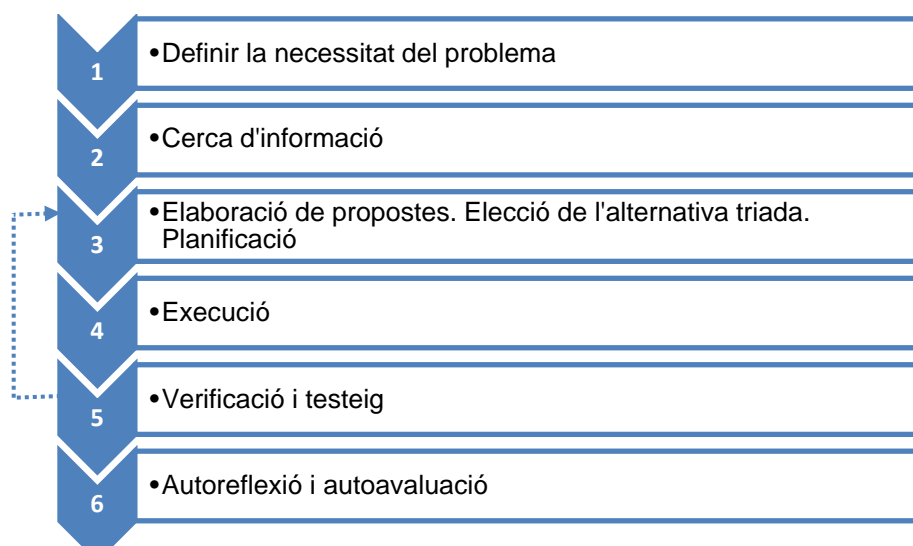 1
•Definir la necessitat del problema
2
•Cerca d'informació
3
•Elaboració de propostes. Elecció de l'alternativa triada.
Planificació
4
•Execució
5
•Verificació i testeig
6
•Autoreflexió i autoavaluació